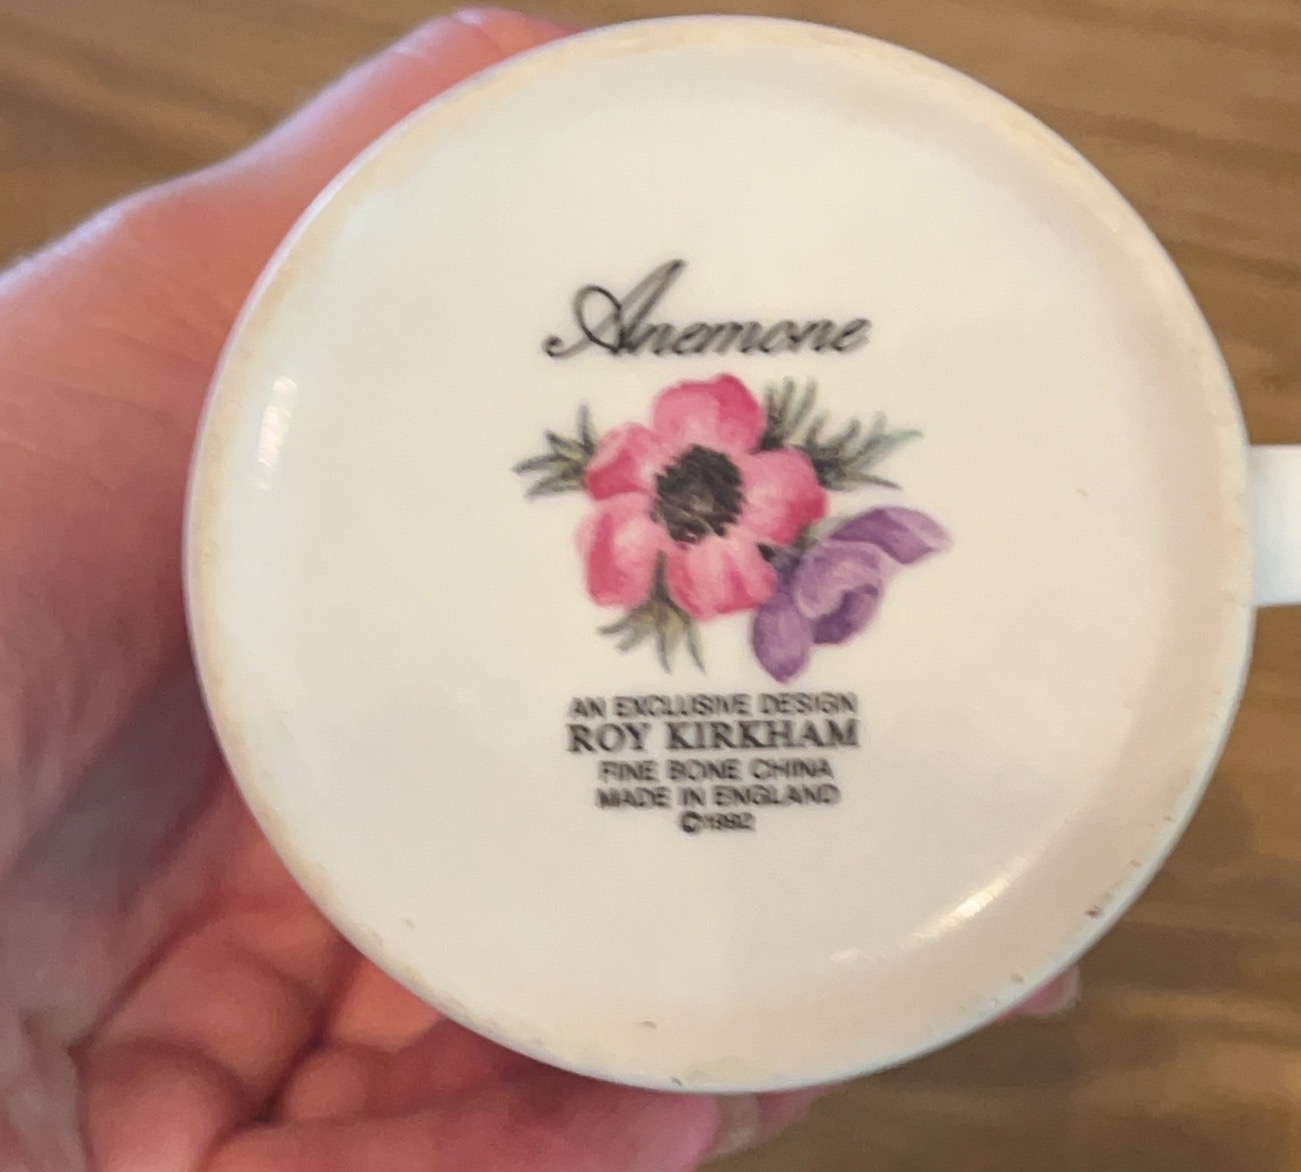 Anemone
AN EXCLUSIVE DESIGN
ROY KIRKHAM
FINE BONE CHINA
MADE IN ENGLAND
©1992